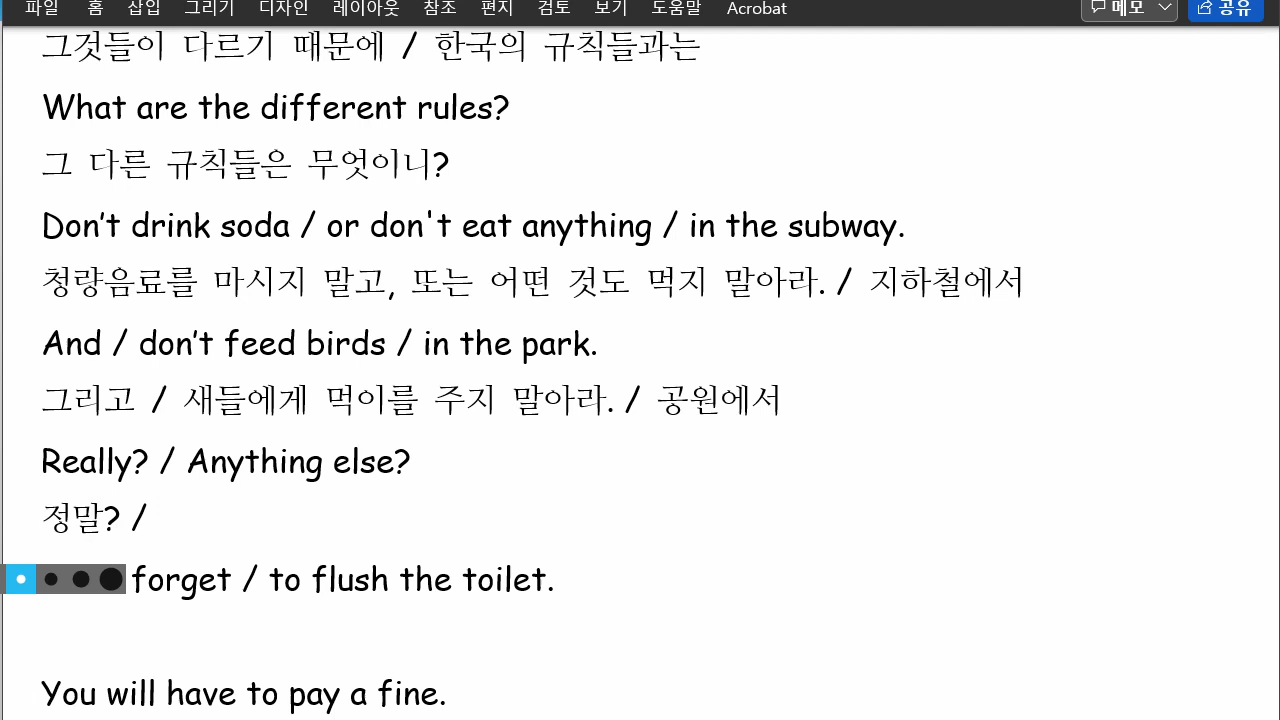 파일 홈 삽입 그리기 디자인 레이아웃 참조 편지 검토 보기 도움말 Acrobat 메모 공유
그것들이 다르기 때문에 / 한국의 규칙들과는
What are the different rules?
그 다른 규칙들은 무엇이니?
Don’t drink soda / or don't eat anything / in the subway.
청량음료를 마시지 말고, 또는 어떤 것도 먹지 말아라. / 지하철에서
And / don’t feed birds / in the park.
그리고 / 새들에게 먹이를 주지 말아라. / 공원에서
Really? / Anything else?
정말? /
forget / to flush the toilet.
You will have to pay a fine.